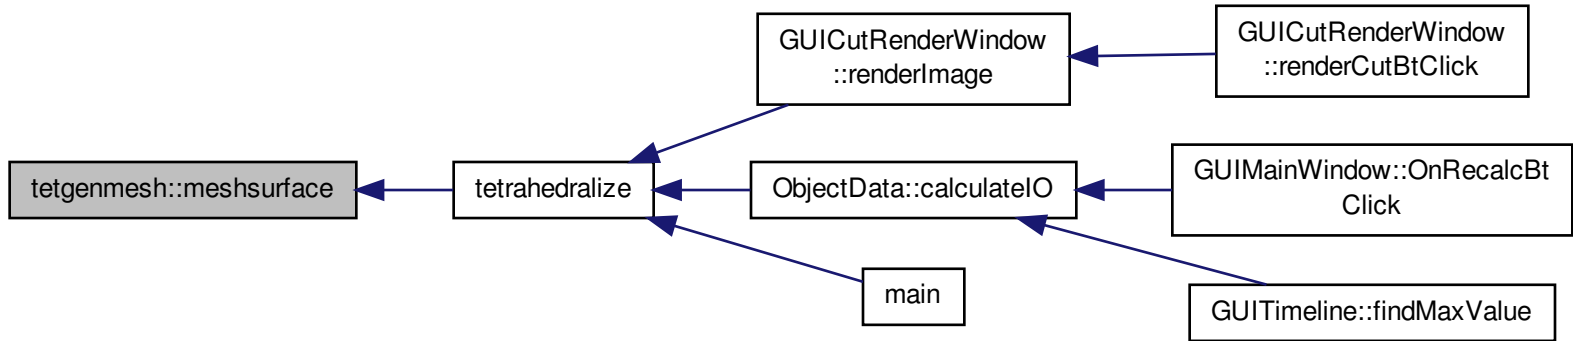 GUICutRenderWindow
::renderImage
GUICutRenderWindow
::renderCutBtClick
tetgenmesh::meshsurface
tetrahedralize
ObjectData::calculateIO
GUIMainWindow::OnRecalcBt
Click
main
GUITimeline::findMaxValue